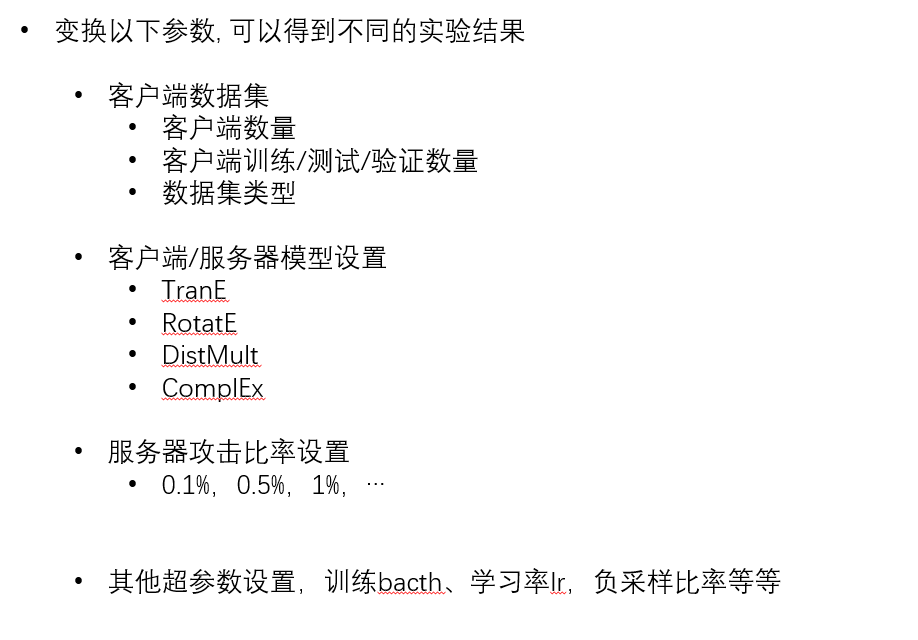 • 变换以下参数, 可以得到不同的实验结果
• 客户端数据集
• 客户端数量
• 客户端训练/测试/验证数量
• 数据集类型
• 客户端/服务器模型设置
• TranE
• RotatE
• DistMult
• ComplEx
• 服务器攻击比率设置
• 0.1%, 0.5%, 1%, …
• 其他超参数设置, 训练bacth、学习率lr, 负采样比率等等